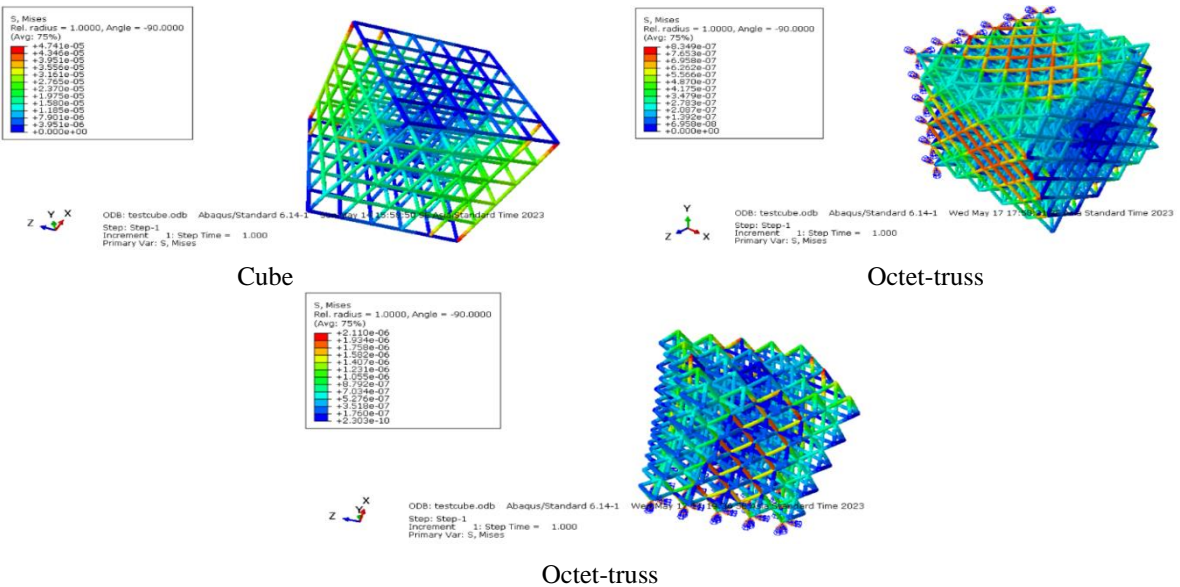 S, Mises
Rel. radius = 1.0000, Angle = -90.0000
(Avg: 75%)
+4.741e-05
+4.346e-05
+3.951e-05
+3.556e-05
+3.161e-05
+2.765e-05
+2.370e-05
+1.975e-05
+1.580e-05
+1.185e-05
+7.901e-06
+3.951e-06
+0.000e+00
Y X
Z
ODB: testcube.odb Abaqus/Standard 6.14-1 May 14 Standard Time 2023
Step: Step-1
Increment 1: Step Time = 1.000
Primary Var: S, Mises
Cube
S, Mises
Rel. radius = 1.0000, Angle = -90.0000
(Avg: 75%)
+8.349e-07
+7.653e-07
+6.958e-07
+6.262e-07
+5.566e-07
+4.870e-07
+4.175e-07
+3.479e-07
+2.783e-07
+2.087e-07
+1.392e-07
+6.958e-08
+0.000e+00
Y
Z X
ODB: testcube.odb Abaqus/Standard 6.14-1 Wed May 17 Standard Time 2023
Step: Step-1
Increment 1: Step Time = 1.000
Primary Var: S, Mises
Octet-truss
S, Mises
Rel. radius = 1.0000, Angle = -90.0000
(Avg: 75%)
+2.110e-06
+1.934e-06
+1.758e-06
+1.582e-06
+1.407e-06
+1.231e-06
+1.055e-06
+8.792e-07
+7.034e-07
+5.276e-07
+3.518e-07
+1.760e-07
+2.303e-10
X
Y
Z
ODB: testcube.odb Abaqus/Standard 6.14-1 May Standard Time 2023
Step: Step-1
Increment 1: Step Time = 1.000
Primary Var: S, Mises
Octet-truss